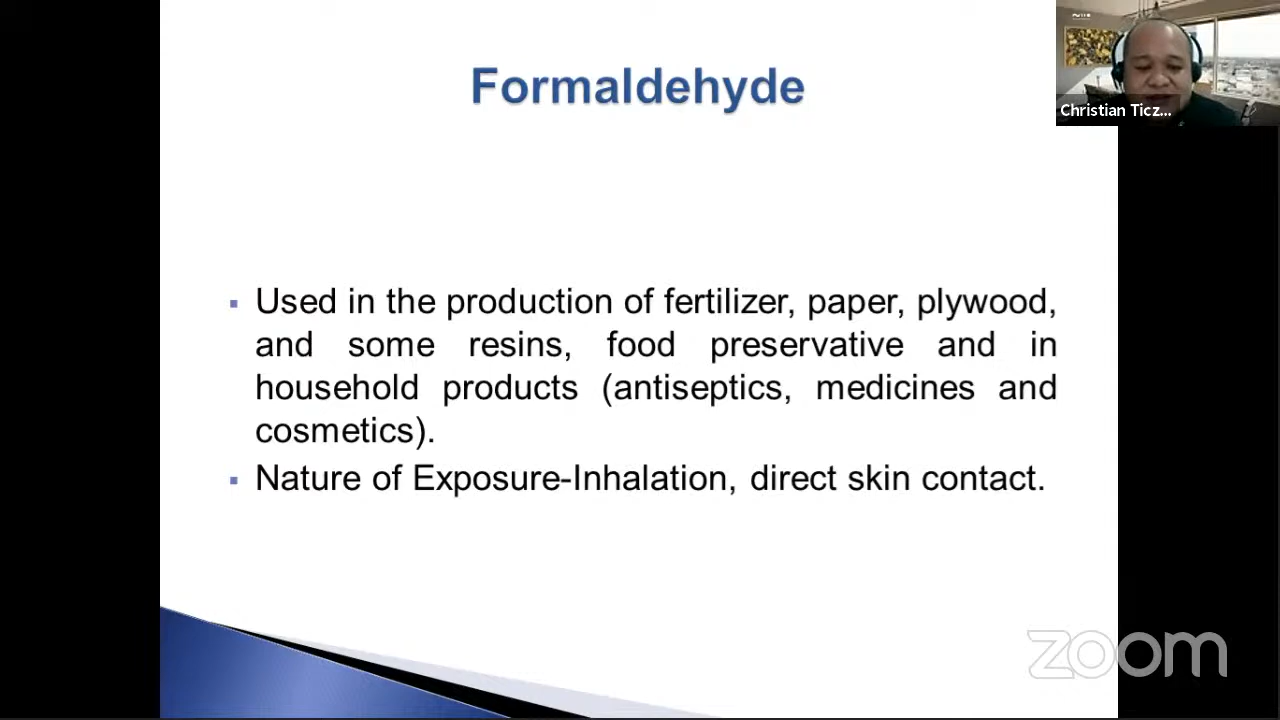 Formaldehyde
Christian Ticz...
▪ Used in the production of fertilizer, paper, plywood,
and some resins, food preservative and in
household products (antiseptics, medicines and
cosmetics).
▪ Nature of Exposure-Inhalation, direct skin contact.
zoom